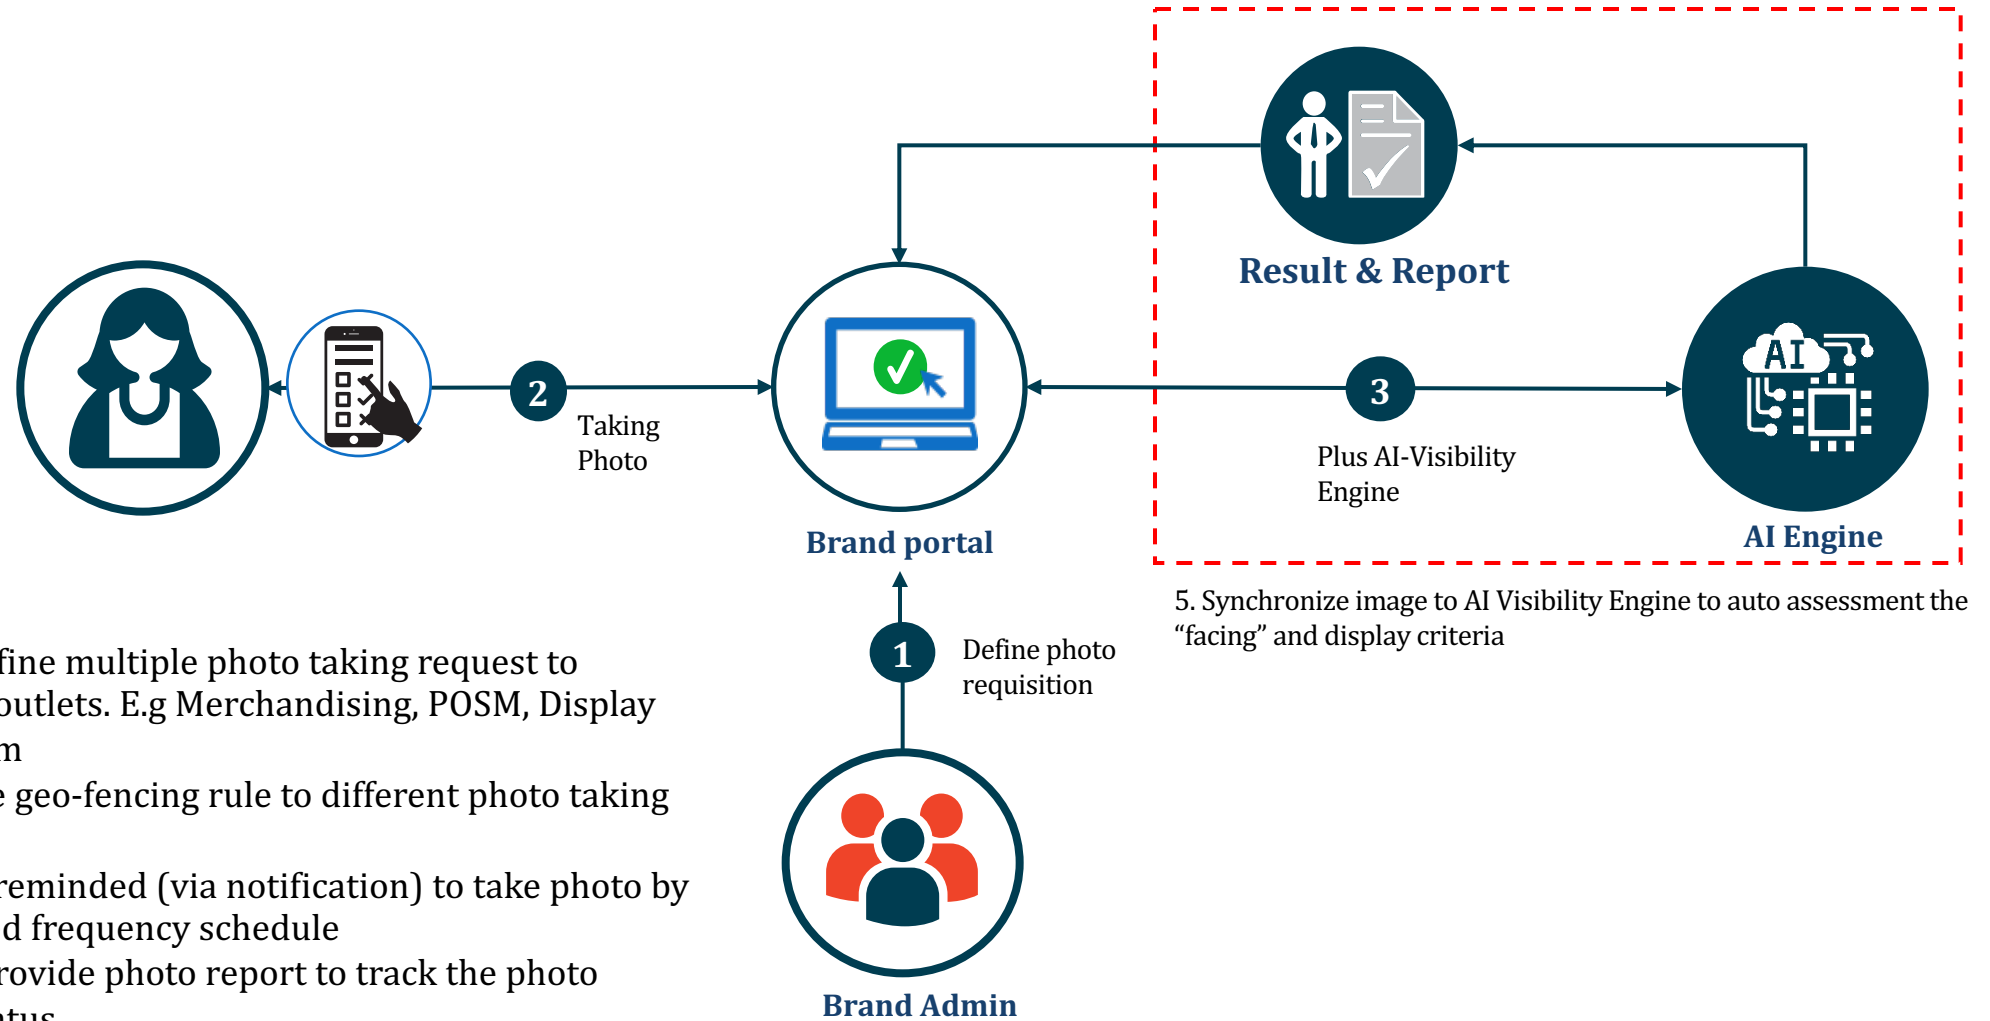 Result & Report
AI
2
Taking
Photo
3
Plus AI-Visibility
Engine
Brand portal
AI Engine
5. Synchronize image to AI Visibility Engine to auto assessment the
“facing” and display criteria
1
Define photo
requisition
fine multiple photo taking request to
outlets. E.g Merchandising, POSM, Display
m
e geo-fencing rule to different photo taking
reminded (via notification) to take photo by
d frequency schedule
rovide photo report to track the photo
Brand Admin